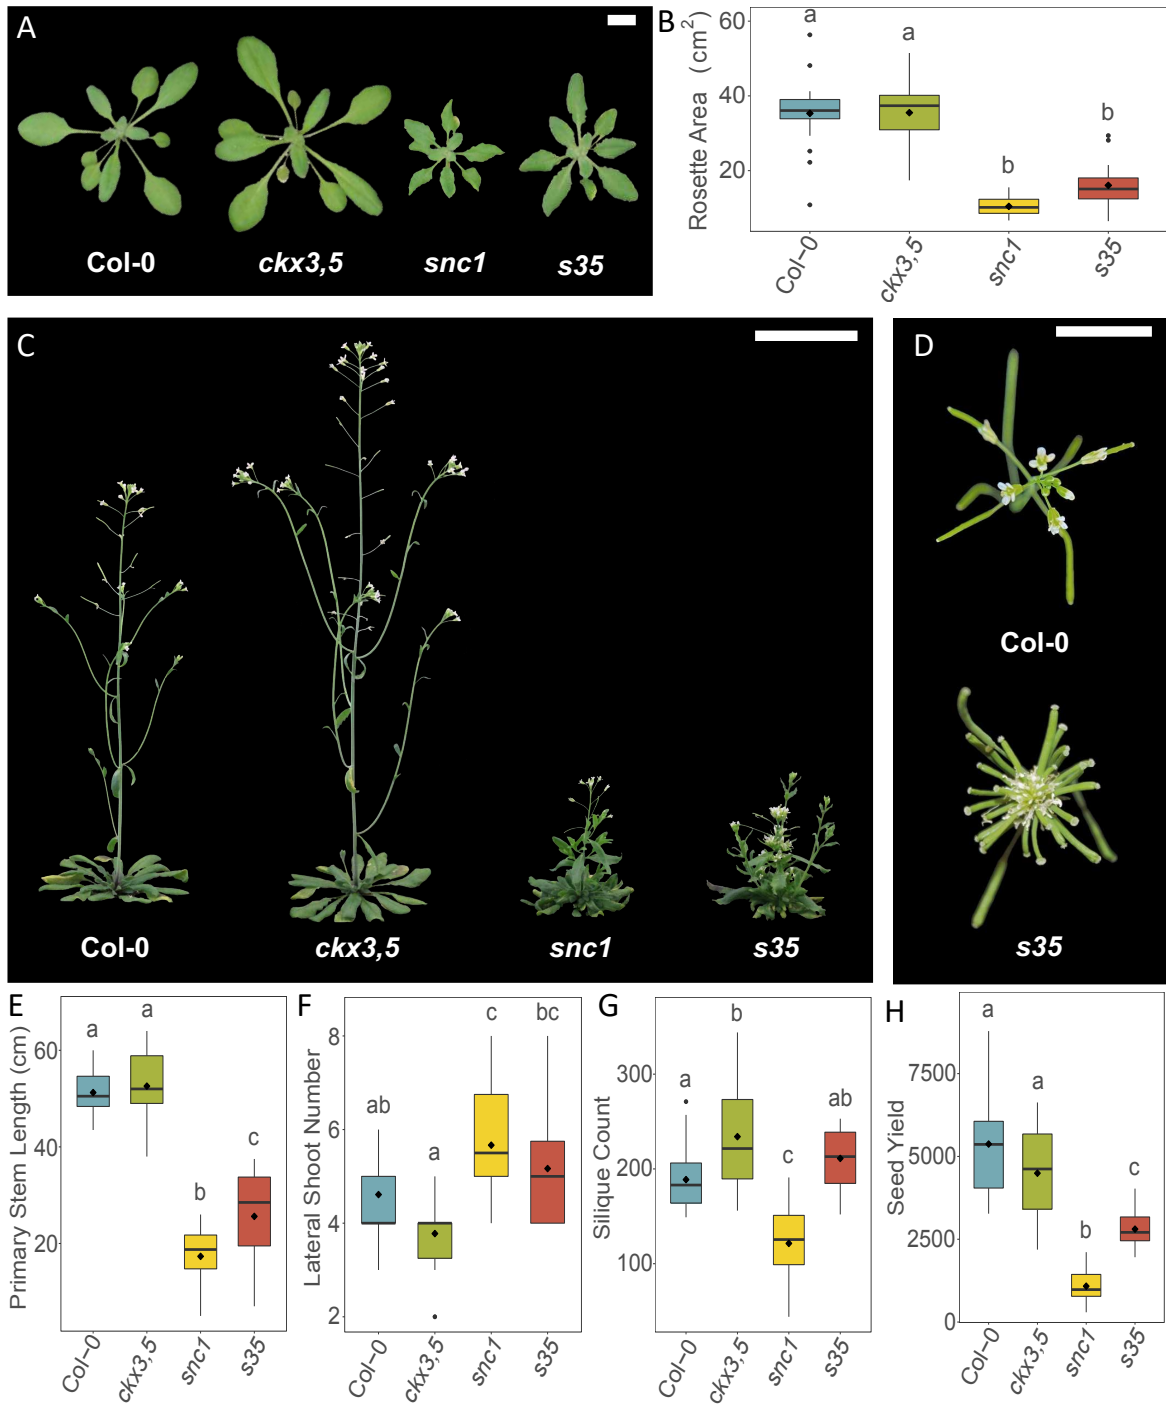 A
Col-0 ckx3,5 snc1 s35
B
Rosette Area (cm²)
60
40
20
a a b b
Col-0 ckx3,5 snc1 s35
C
Col-0 ckx3,5 snc1 s35
D
Col-0
s35
E
Primary Stem Length (cm)
60
40
20
a a b c
Col-0 ckx3,5 snc1 s35
F
Lateral Shoot Number
8
6
4
2
ab a c bc
Col-0 ckx3,5 snc1 s35
G
Silique Count
300
200
100
a b c ab
Col-0 ckx3,5 snc1 s35
H
Seed Yield
7500
5000
2500
0
a a b c
Col-0 ckx3,5 snc1 s35